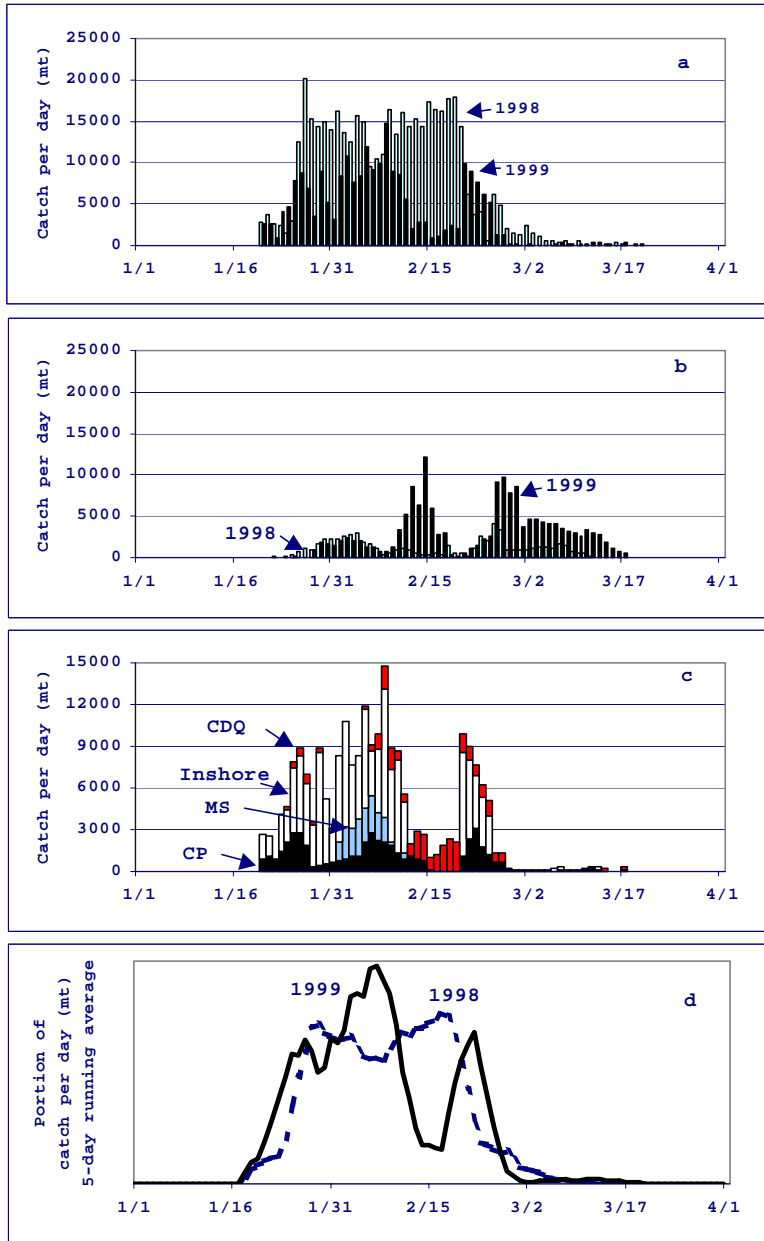 25000
20000
15000
10000
5000
0
Catch per day (mt)
a
1998
1999
1/1 1/16 1/31 2/15 3/2 3/17 4/1
25000
20000
15000
10000
5000
0
Catch per day (mt)
b
1998
1999
1/1 1/16 1/31 2/15 3/2 3/17 4/1
15000
12000
9000
6000
3000
0
Catch per day (mt)
c
CDQ
Inshore
MS
CP
1/1 1/16 1/31 2/15 3/2 3/17 4/1
Portion of
catch per day (mt)
5-day running average
1999
1998
d
1/1 1/16 1/31 2/15 3/2 3/17 4/1